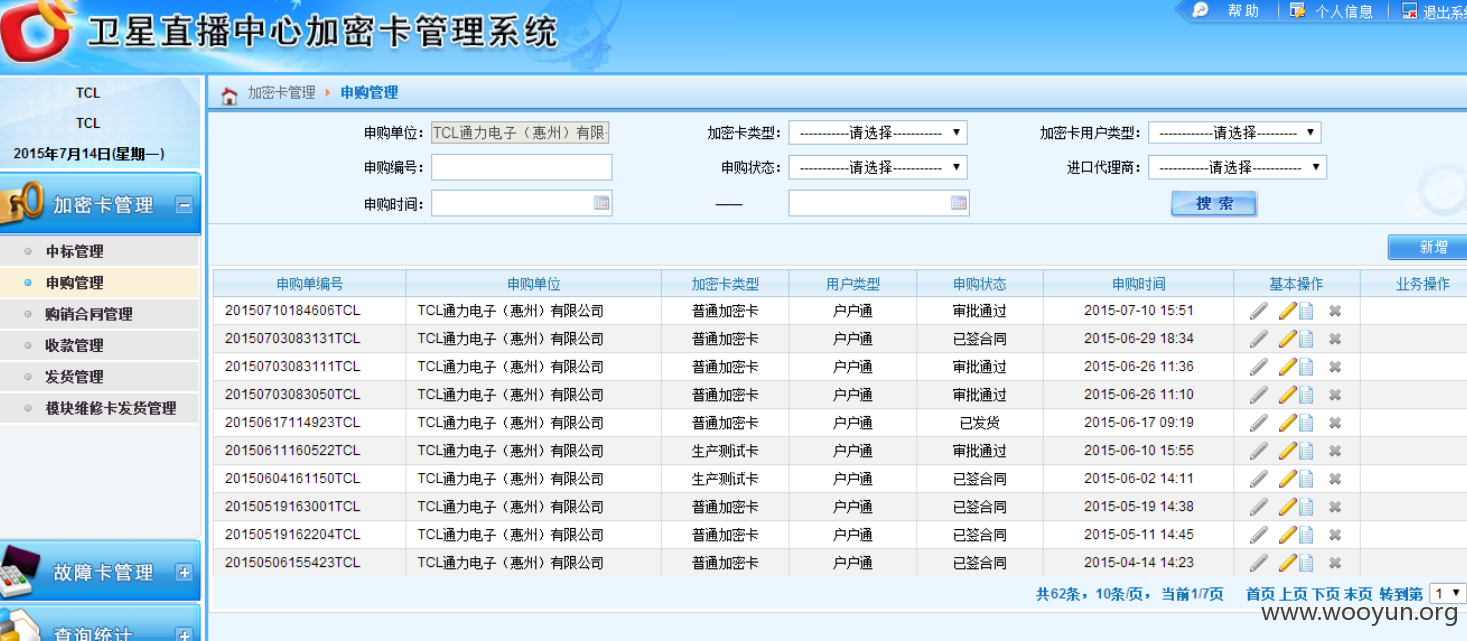 卫星直播中心加密卡管理系统
帮助 个人信息 退出系
TCL
TCL
2015年7月14日(星期一)
加密卡管理
中标管理
申购管理
购销合同管理
收款管理
发货管理
模块维修卡发货管理
故障卡管理
查询统计
加密卡管理 申购管理
申购单位： TCL通力电子（惠州）有限 加密卡类型： -----------请选择----------- 加密卡用户类型： ------------请选择---------
申购编号： 申购状态： -----------请选择----------- 进口代理商： -----------请选择-----------
申购时间： —— 搜 索
新增
申购单编号 申购单位 加密卡类型 用户类型 申购状态 申购时间 基本操作 业务操作
20150710184606TCL TCL通力电子（惠州）有限公司 普通加密卡 户户通 审批通过 2015-07-10 15:51
20150703083131TCL TCL通力电子（惠州）有限公司 普通加密卡 户户通 已签合同 2015-06-29 18:34
20150703083111TCL TCL通力电子（惠州）有限公司 普通加密卡 户户通 审批通过 2015-06-26 11:36
20150703083050TCL TCL通力电子（惠州）有限公司 普通加密卡 户户通 审批通过 2015-06-26 11:10
20150617114923TCL TCL通力电子（惠州）有限公司 普通加密卡 户户通 已发货 2015-06-17 09:19
20150611160522TCL TCL通力电子（惠州）有限公司 生产测试卡 户户通 审批通过 2015-06-10 15:55
20150604161150TCL TCL通力电子（惠州）有限公司 生产测试卡 户户通 已签合同 2015-06-02 14:11
20150519163001TCL TCL通力电子（惠州）有限公司 普通加密卡 户户通 已签合同 2015-05-19 14:38
20150519162204TCL TCL通力电子（惠州）有限公司 普通加密卡 户户通 已签合同 2015-05-11 14:45
20150506155423TCL TCL通力电子（惠州）有限公司 普通加密卡 户户通 已签合同 2015-04-14 14:23
共62条，10条/页，当前1/7页 首页 上页 下页 末页 转到第 1
www.wooyun.org